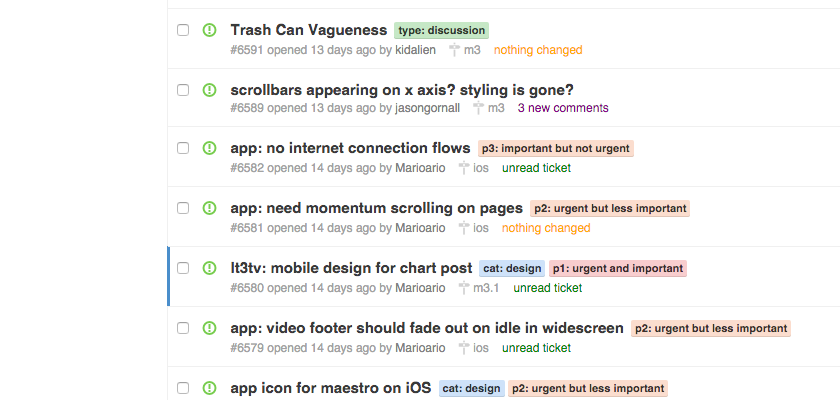 Trash Can Vagueness type: discussion
#6591 opened 13 days ago by kidalien m3 nothing changed
scrollbars appearing on x axis? styling is gone?
#6589 opened 13 days ago by jasongornall m3 3 new comments
app: no internet connection flows p3: important but not urgent
#6582 opened 14 days ago by Marioario ios unread ticket
app: need momentum scrolling on pages p2: urgent but less important
#6581 opened 14 days ago by Marioario ios nothing changed
lt3tv: mobile design for chart post cat: design p1: urgent and important
#6580 opened 14 days ago by Marioario m3.1 unread ticket
app: video footer should fade out on idle in widescreen p2: urgent but less important
#6579 opened 14 days ago by Marioario ios unread ticket
app icon for maestro on iOS cat: design p2: urgent but less important